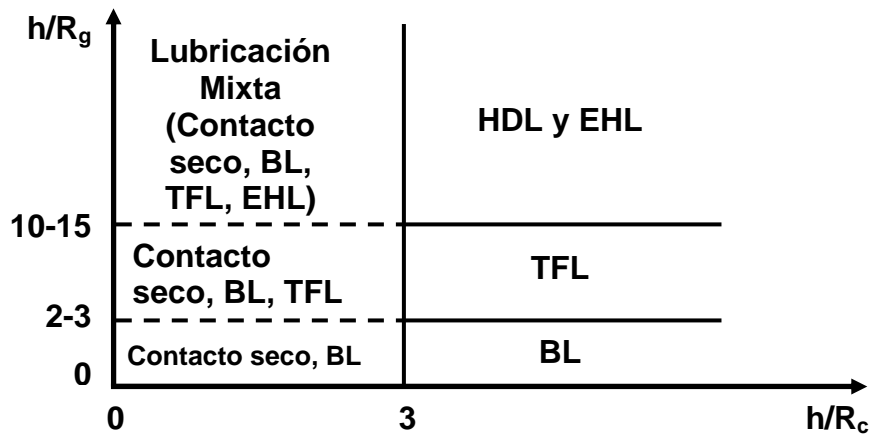 h/Rg
Lubricación
Mixta
(Contacto
seco, BL,
TFL, EHL)
HDL y EHL
10-15
Contacto
seco, BL, TFL
TFL
2-3
Contacto seco, BL
BL
0
0
3
h/Rc